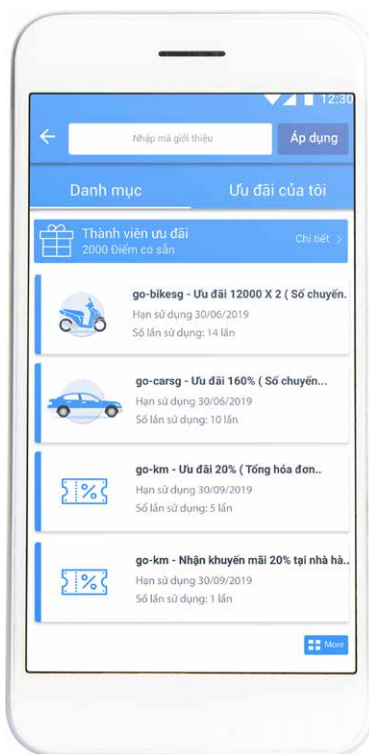 12:30
Nhập mã giới thiệu
Áp dụng
Danh mục
Ưu đãi của tôi
Thành viên ưu đãi
2000 Điểm có sẵn
Chi tiết >
go-bikesg - Ưu đãi 12000 X 2 ( Số chuyến.
Hạn sử dụng 30/06/2019
Số lần sử dụng: 14 lần
go-carsg - Ưu đãi 160% ( Số chuyến...
Hạn sử dụng 30/06/2019
Số lần sử dụng: 10 lần
go-km - Ưu đãi 20% ( Tổng hóa đơn..
Hạn sử dụng 30/09/2019
Số lần sử dụng: 5 lần
go-km - Nhận khuyến mãi 20% tại nhà hà..
Hạn sử dụng 30/09/2019
Số lần sử dụng: 1 lần
More